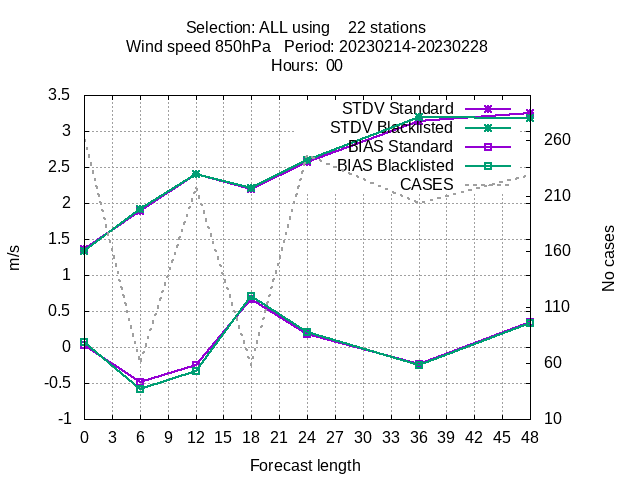 Selection: ALL using    22 stations
Wind speed 850hPa   Period: 20230214-20230228
Hours:  00
STDV Standard
STDV Blacklisted
BIAS Standard
BIAS Blacklisted
CASES
3.5
3
2.5
2
1.5
1
0.5
0
-0.5
-1
260
210
160
110
60
10
m/s
No cases
0 3 6 9 12 15 18 21 24 27 30 33 36 39 42 45 48
Forecast length